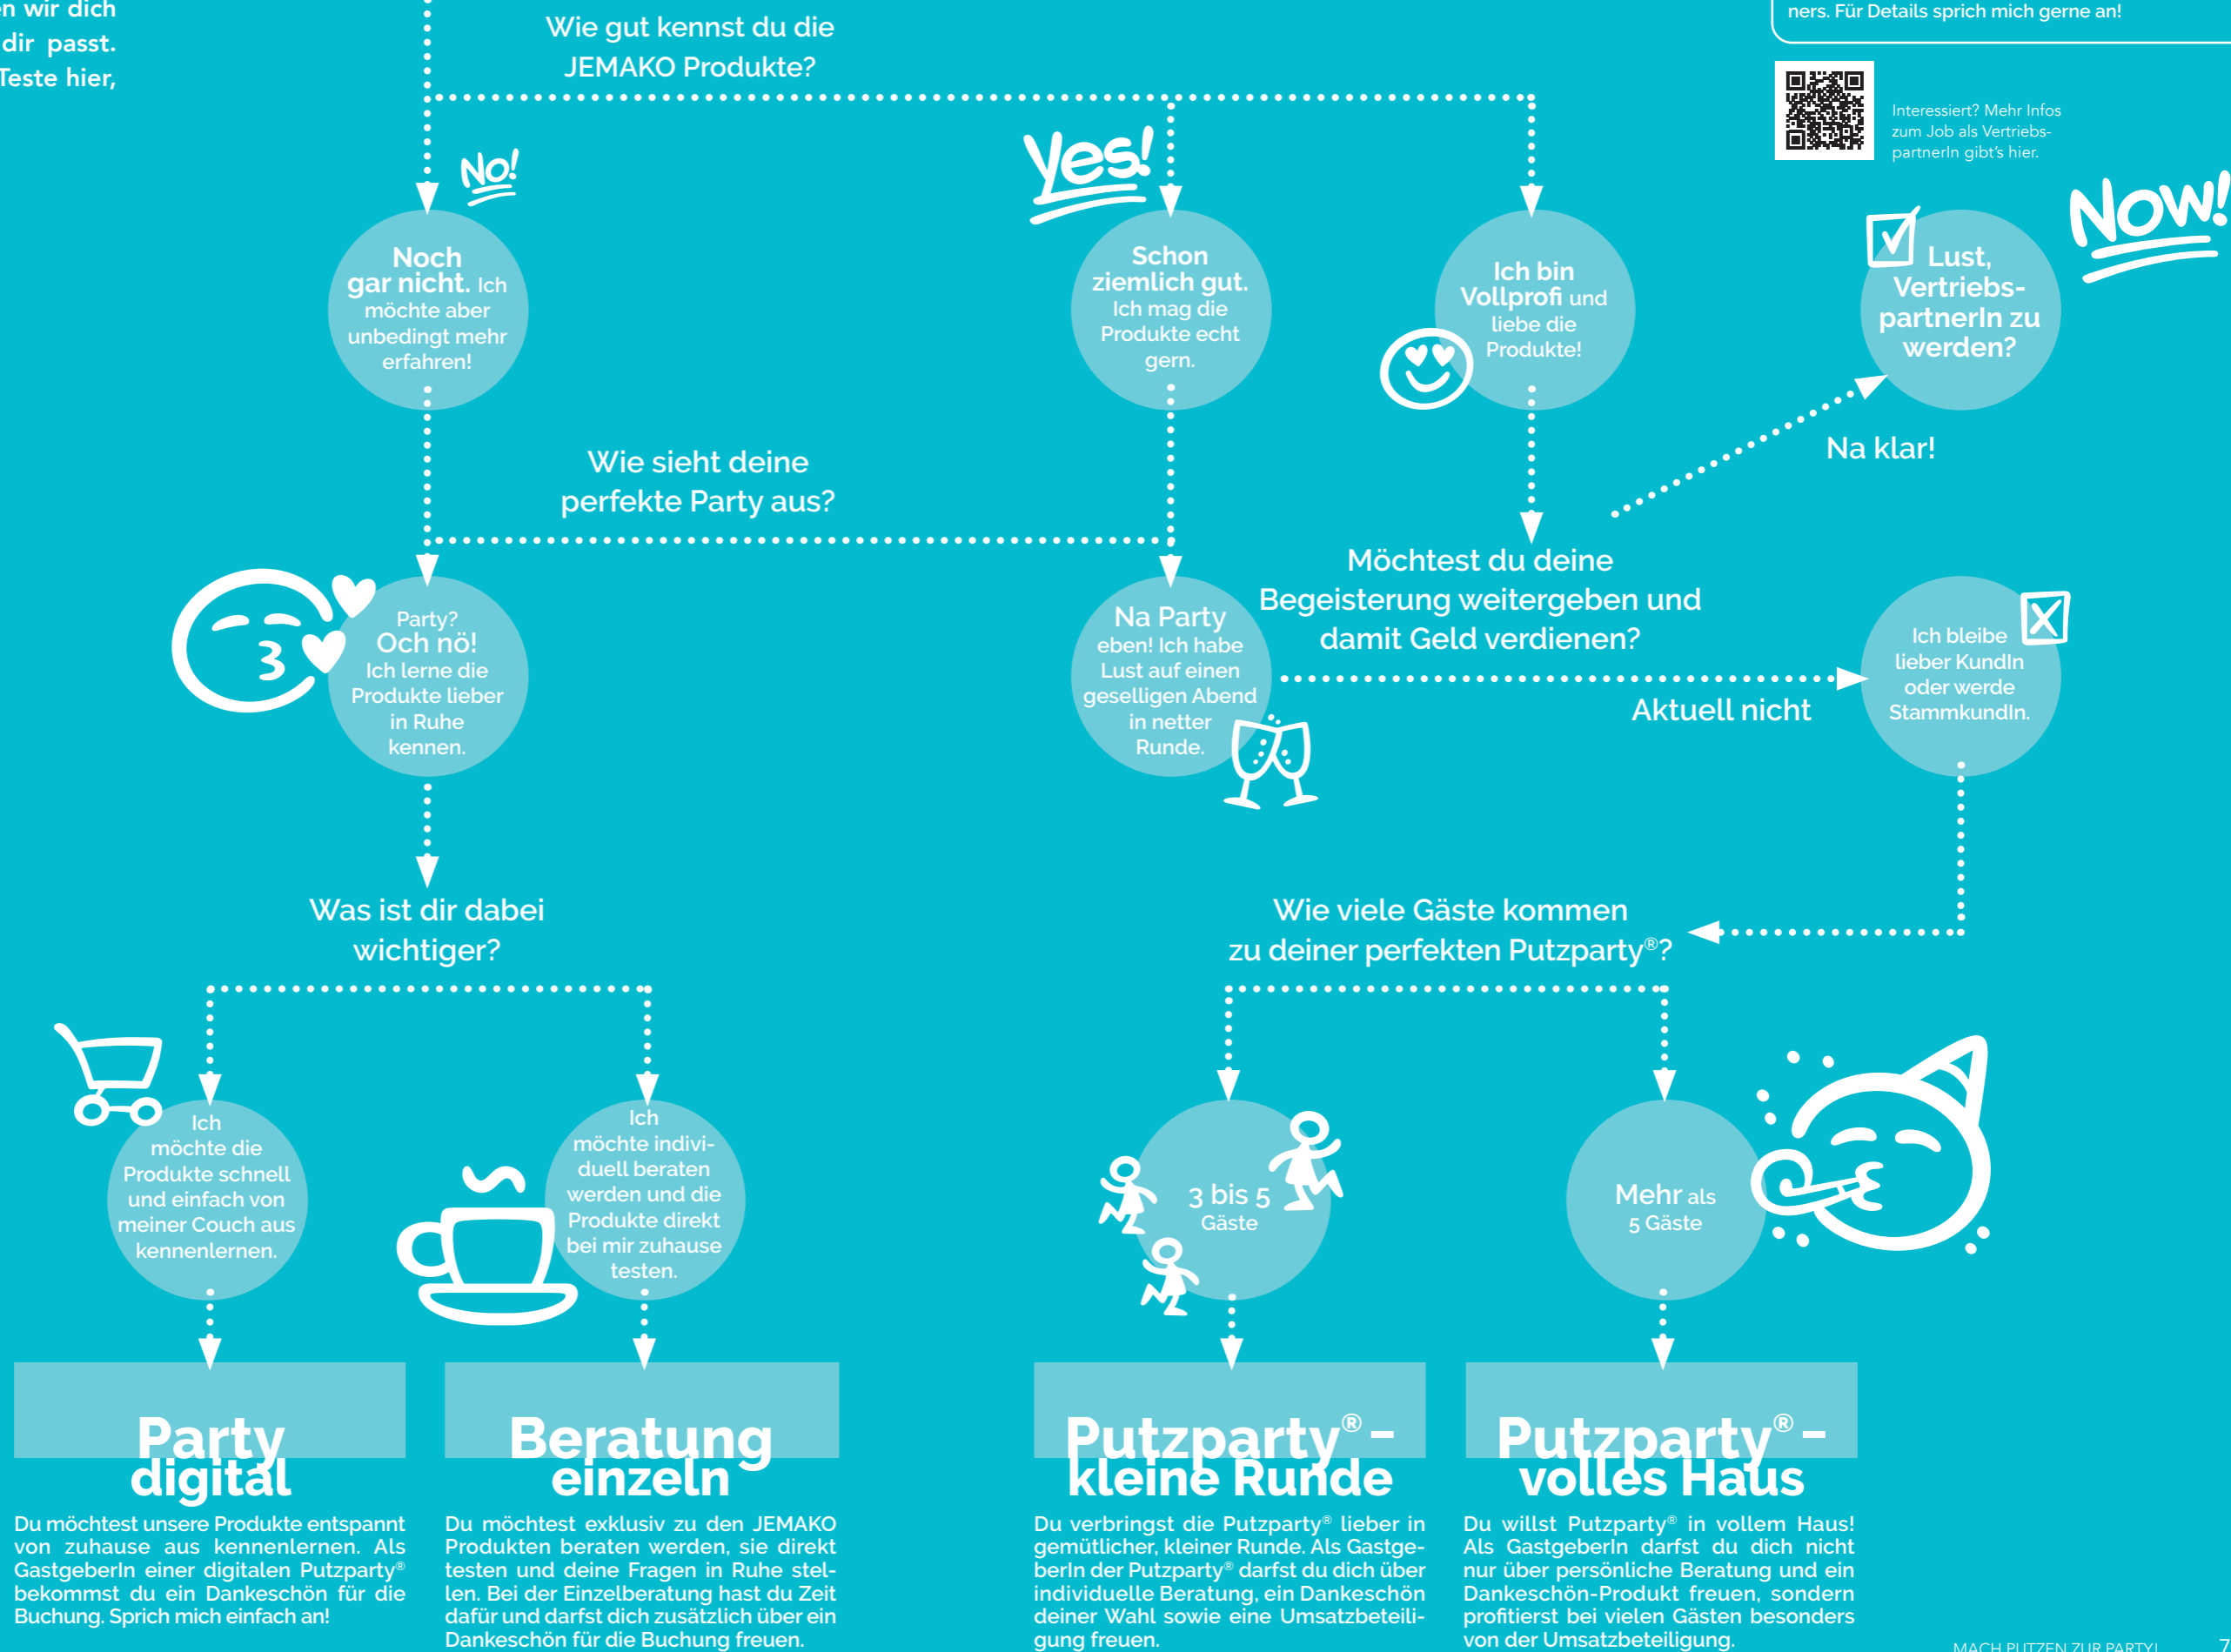 en wir dich
dir passt.
Teste hier,
Wie gut kennst du die
JEMAKO Produkte?
ners. Für Details sprich mich gerne an!
Interessiert? Mehr Infos
zum Job als Vertriebs-
partnerIn gibt's hier.
No!
Yes!
Now!
Noch
gar nicht. Ich
möchte aber
unbedingt mehr
erfahren!
Schon
ziemlich gut.
Ich mag die
Produkte echt
gern.
Ich bin
Vollprofi und
liebe die
Produkte!
Lust,
Vertriebs-
partnerIn zu
werden?
Na klar!
Wie sieht deine
perfekte Party aus?
Möchtest du deine
Begeisterung weitergeben und
damit Geld verdienen?
Party?
Och nö!
Ich lerne die
Produkte lieber
in Ruhe
kennen.
Na Party
eben! Ich habe
Lust auf einen
geselligen Abend
in netter
Runde.
Aktuell nicht
Ich bleibe
lieber KundIn
oder werde
StammkundIn.
Was ist dir dabei
wichtiger?
Wie viele Gäste kommen
zu deiner perfekten Putzparty®?
Ich
möchte die
Produkte schnell
und einfach von
meiner Couch aus
kennenlernen.
Ich
möchte indivi-
duell beraten
werden und die
Produkte direkt
bei mir zuhause
testen.
3 bis 5
Gäste
Mehr als
5 Gäste
Party
digital
Du möchtest unsere Produkte entspannt
von zuhause aus kennenlernen. Als
GastgeberIn einer digitalen Putzparty®
bekommst du ein Dankeschön für die
Buchung. Sprich mich einfach an!
Beratung
einzeln
Du möchtest exklusiv zu den JEMAKO
Produkten beraten werden, sie direkt
testen und deine Fragen in Ruhe stel-
len. Bei der Einzelberatung hast du Zeit
dafür und darfst dich zusätzlich über ein
Dankeschön für die Buchung freuen.
Putzparty® –
kleine Runde
Du verbringst die Putzparty® lieber in
gemütlicher, kleiner Runde. Als Gastge-
berIn der Putzparty® darfst du dich über
individuelle Beratung, ein Dankeschön
deiner Wahl sowie eine Umsatzbeteili-
gung freuen.
Putzparty® –
volles Haus
Du willst Putzparty® in vollem Haus!
Als GastgeberIn darfst du dich nicht
nur über persönliche Beratung und ein
Dankeschön-Produkt freuen, sondern
profitierst bei vielen Gästen besonders
von der Umsatzbeteiligung.
MACH PUTZEN ZUR PARTY! 7